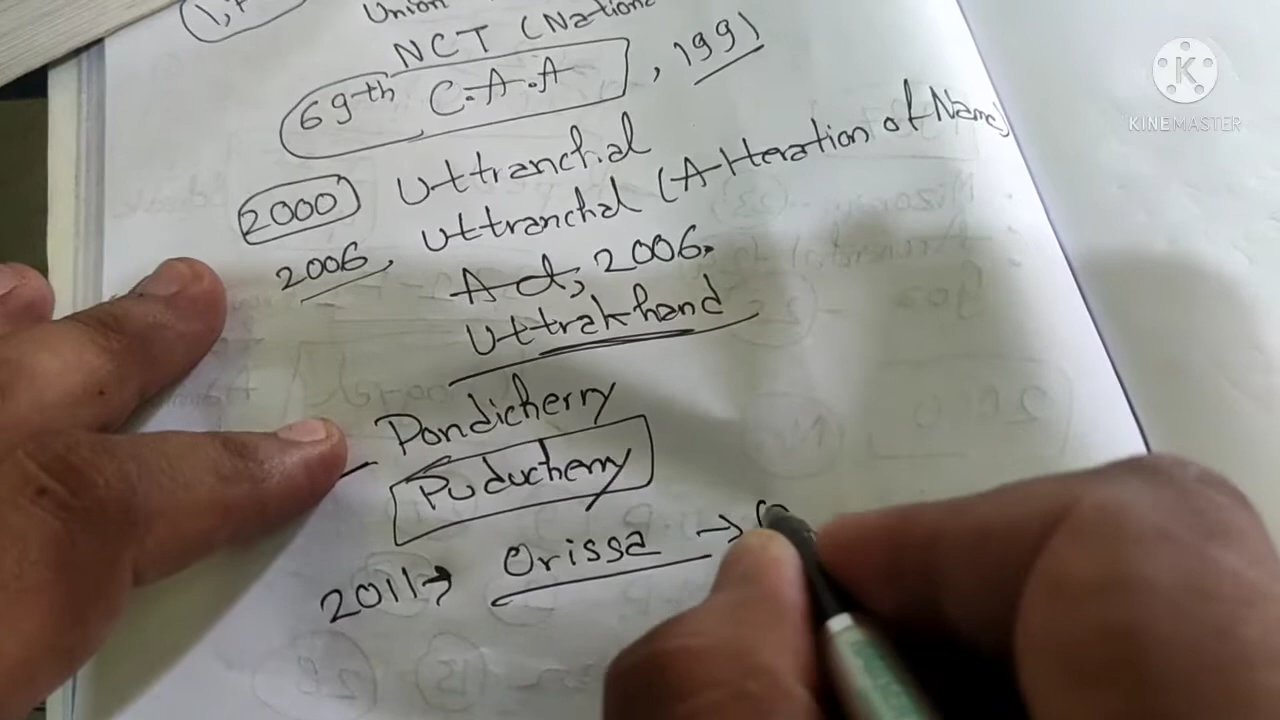 Union
NCT (Nationa
69th C.A.A, 1991
2000 Uttranchal
2006, Uttranchal (Alteration of Name)
Act, 2006.
Uttrakhand
Pondicherry
Puducherry
2011→ Orissa →
K
KINEMASTER